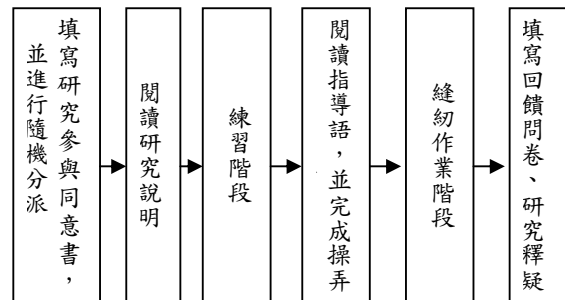 填寫研究參與同意書，
並進行隨機分派
閱讀研究說明
練習階段
閱讀指導語，並完成操弄
縫紉作業階段
填寫回饋問卷、研究釋疑